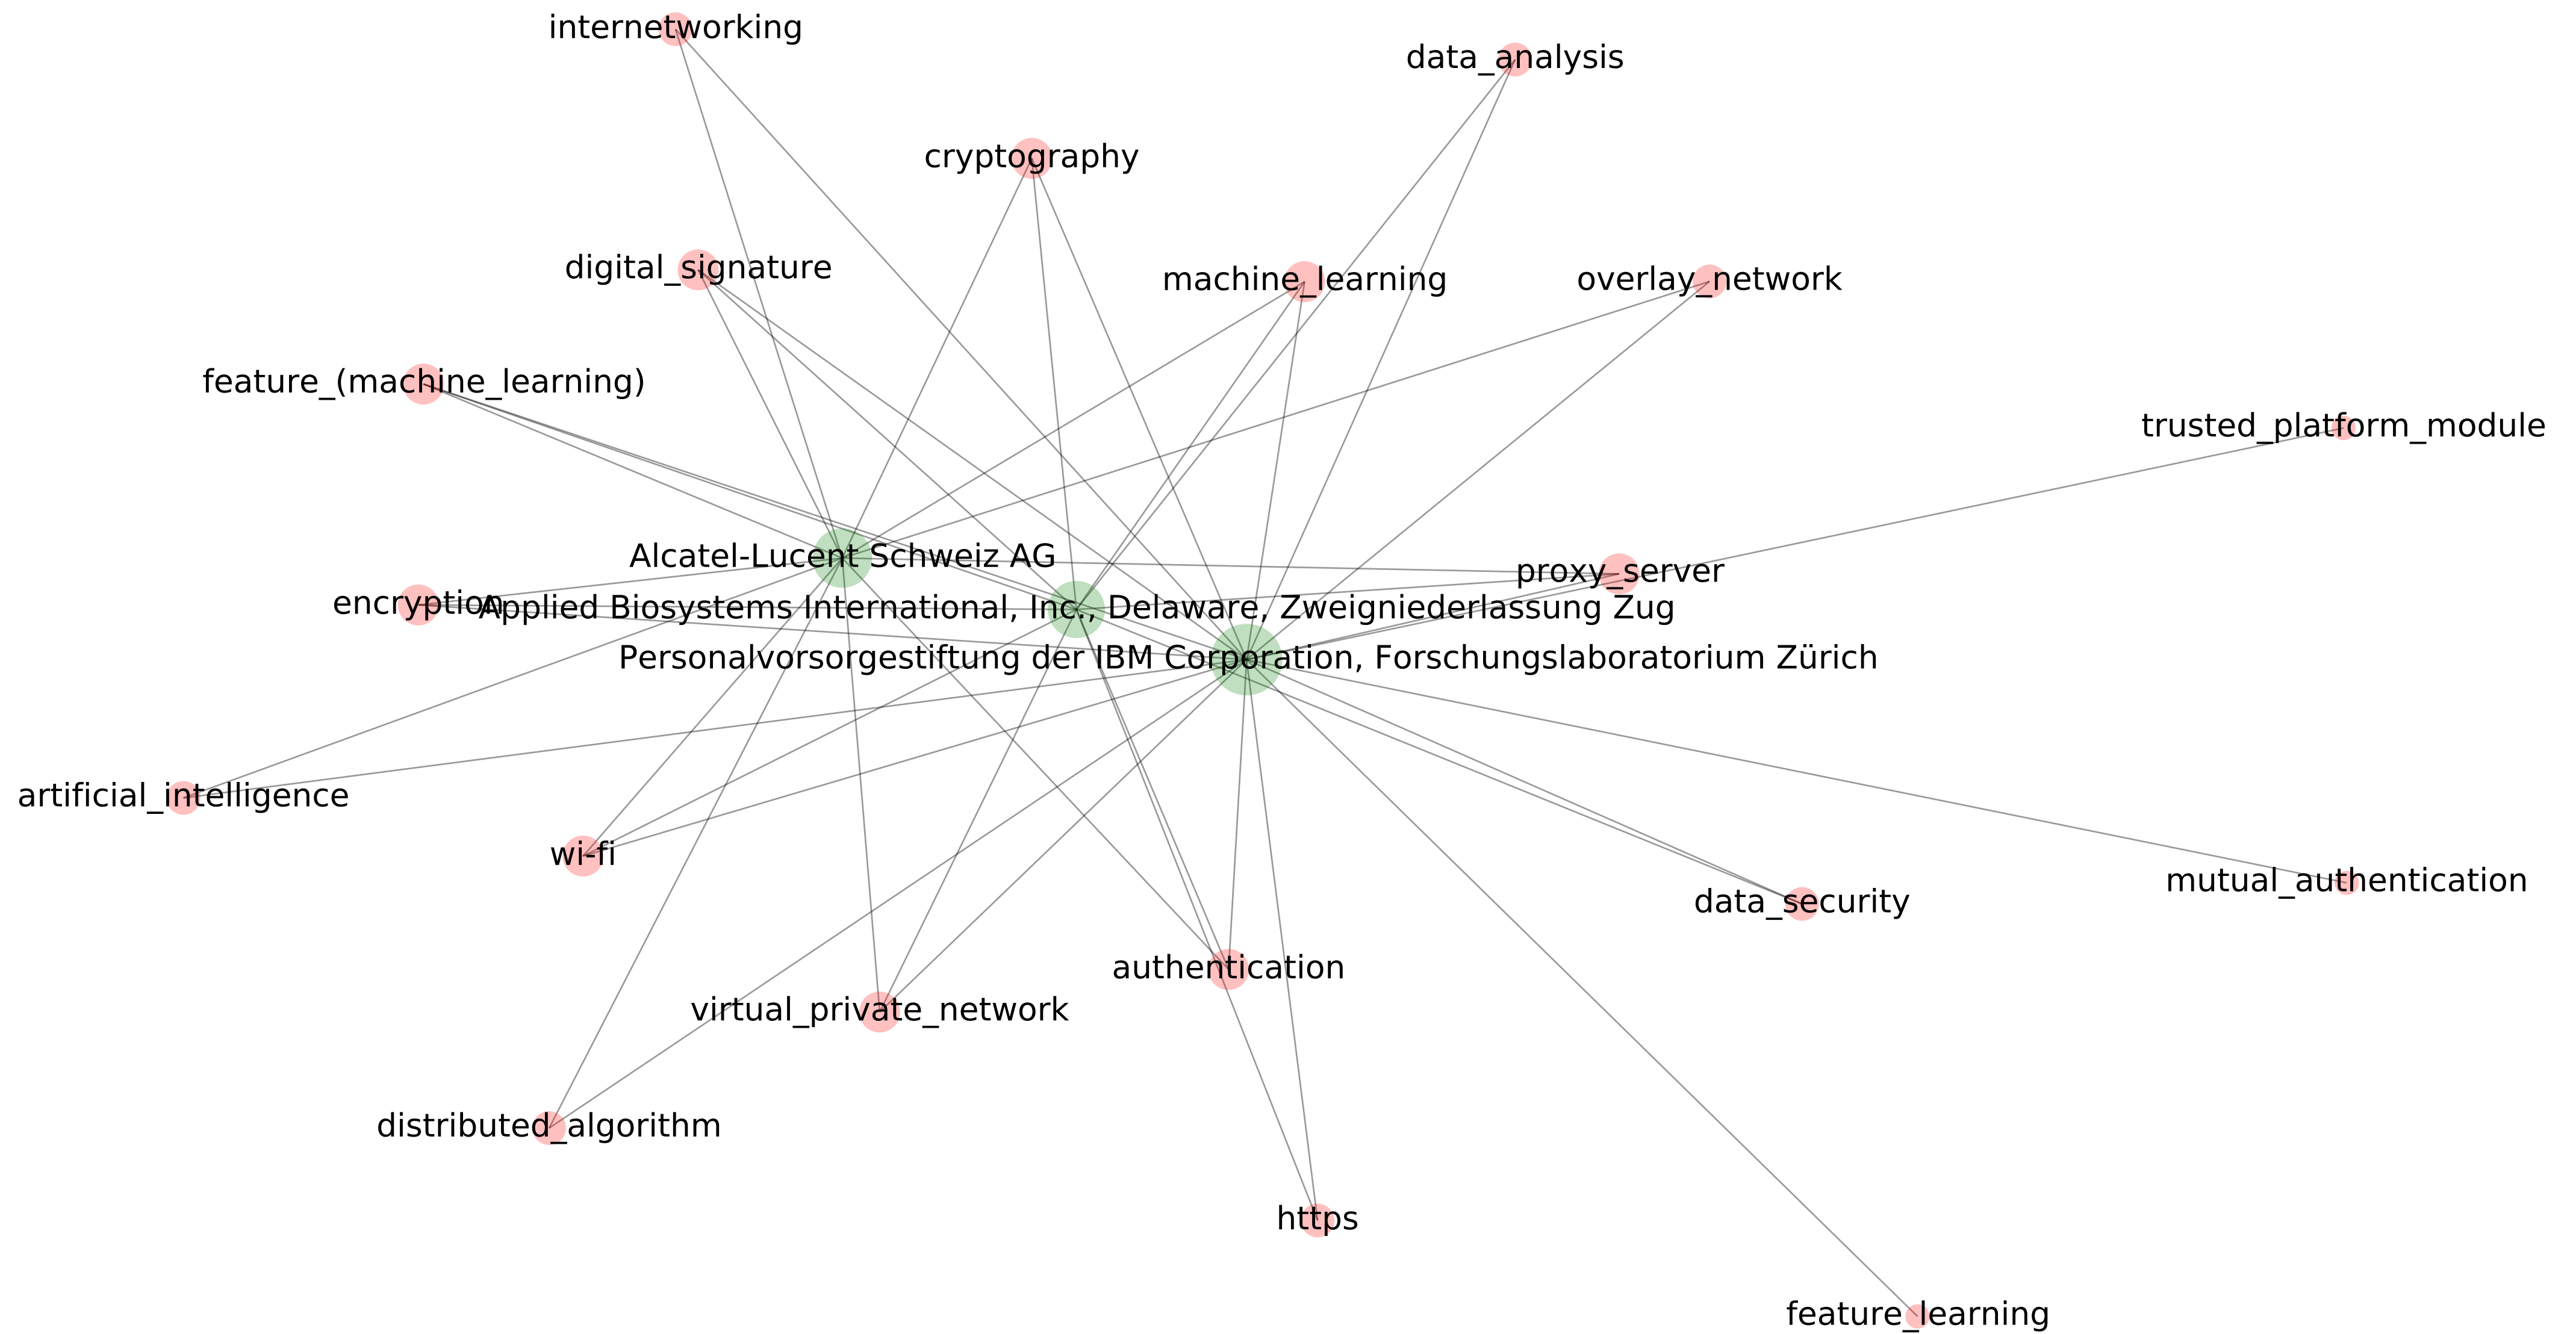 internetworking
data_analysis
cryptography
digital_signature
machine_learning
overlay_network
feature_(machine_learning)
trusted_platform_module
Alcatel-Lucent Schweiz AG
proxy_server
encryption
Applied Biosystems International, Inc., Delaware, Zweigniederlassung Zug
Personalvorsorgestiftung der IBM Corporation, Forschungslaboratorium Zürich
artificial_intelligence
wi-fi
mutual_authentication
data_security
authentication
virtual_private_network
distributed_algorithm
https
feature_learning